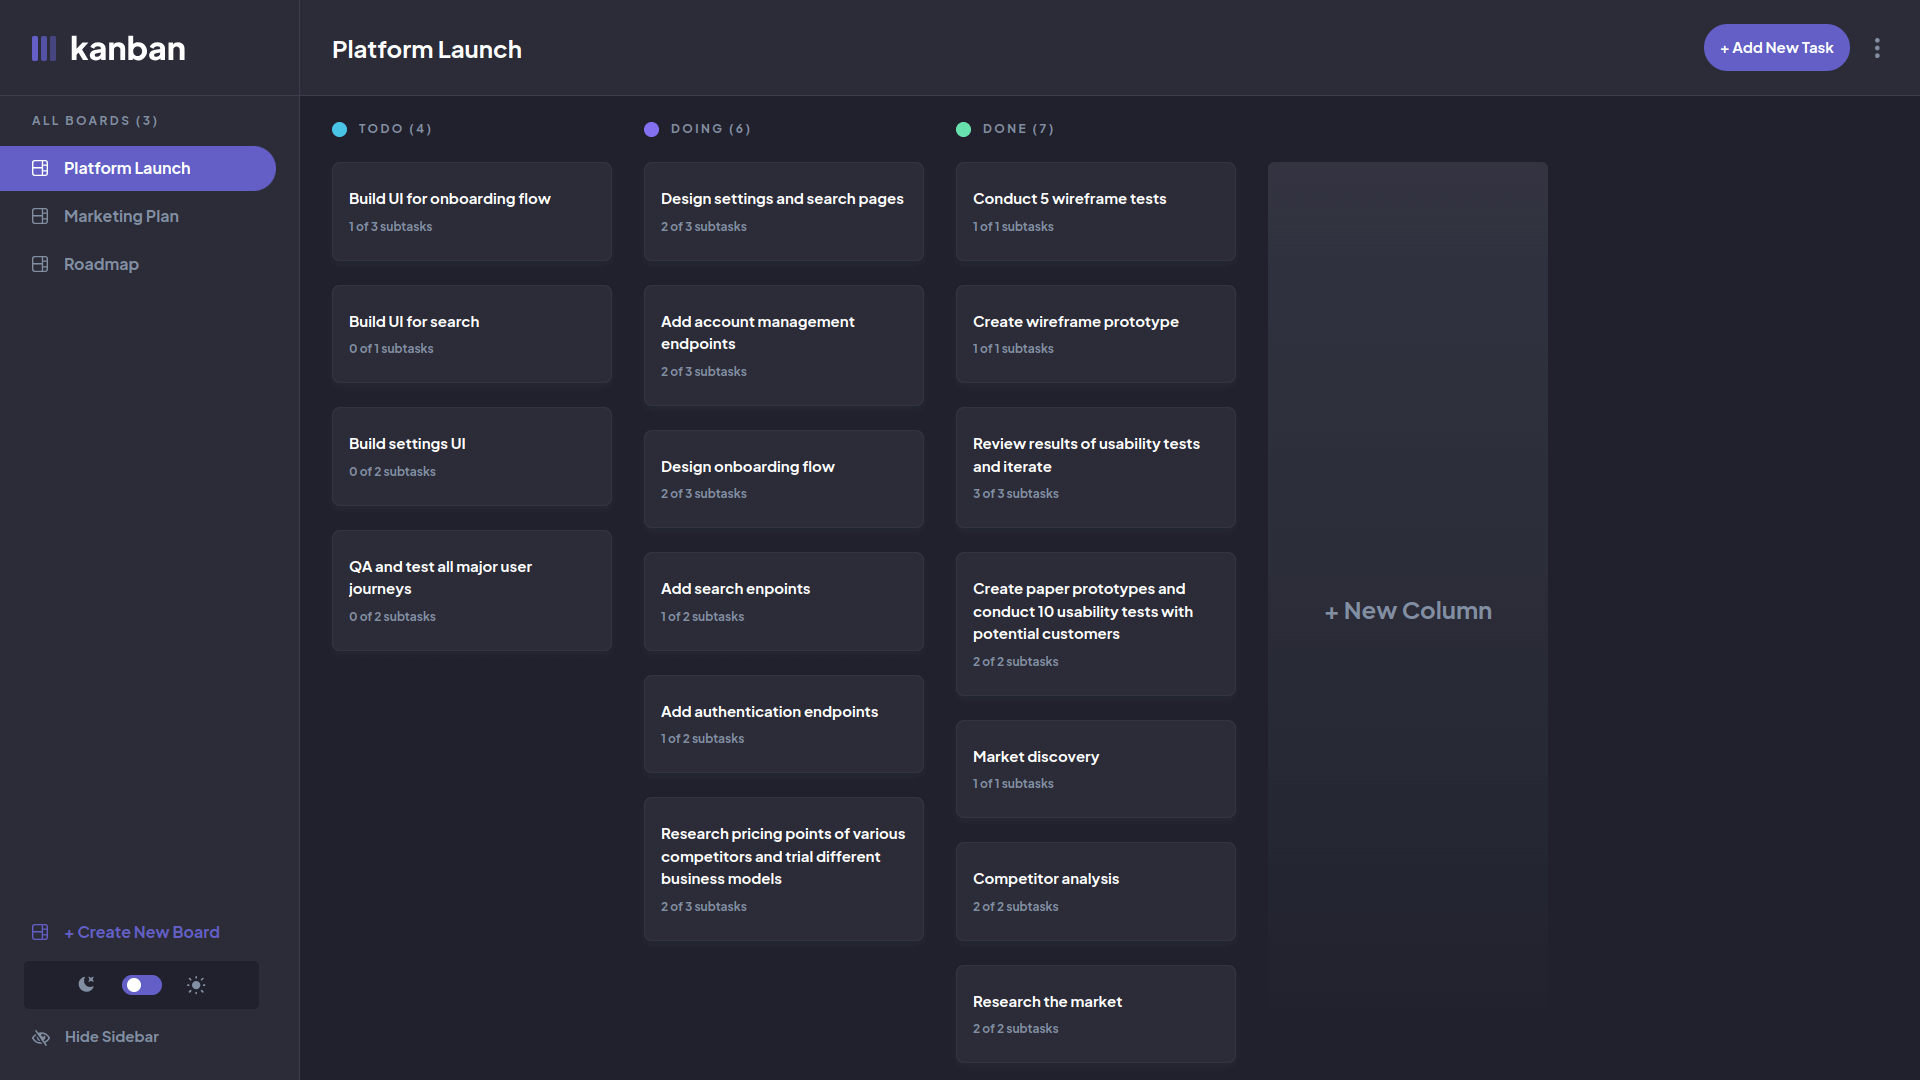 kanban
Platform Launch
+ Add New Task
ALL BOARDS (3)
Platform Launch
Marketing Plan
Roadmap
+ Create New Board
Hide Sidebar
TODO (4)
Build UI for onboarding flow
1 of 3 subtasks
Build UI for search
0 of 1 subtasks
Build settings UI
0 of 2 subtasks
QA and test all major user
journeys
0 of 2 subtasks
DOING (6)
Design settings and search pages
2 of 3 subtasks
Add account management
endpoints
2 of 3 subtasks
Design onboarding flow
2 of 3 subtasks
Add search enpoints
1 of 2 subtasks
Add authentication endpoints
1 of 2 subtasks
Research pricing points of various
competitors and trial different
business models
2 of 3 subtasks
DONE (7)
Conduct 5 wireframe tests
1 of 1 subtasks
Create wireframe prototype
1 of 1 subtasks
Review results of usability tests
and iterate
3 of 3 subtasks
Create paper prototypes and
conduct 10 usability tests with
potential customers
2 of 2 subtasks
Market discovery
1 of 1 subtasks
Competitor analysis
2 of 2 subtasks
Research the market
2 of 2 subtasks
+ New Column